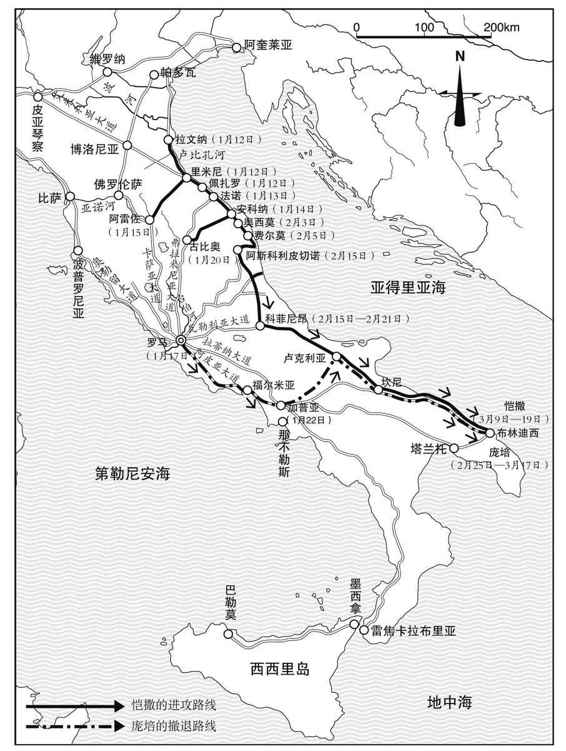 0 100 200km
N
阿奎莱亚
维罗纳
帕多瓦
波河
皮亚琴察
大道
拉文纳（1月12日）
卢比孔河
博洛尼亚
里米尼（1月12日）
佩扎罗（1月12日）
法诺（1月13日）
佛罗伦萨
比萨
亚诺河
安科纳（1月14日）
奥西莫（2月3日）
费尔莫（2月5日）
阿雷佐
（1月15日）
古比奥
（1月20日）
阿斯科利皮切诺（2月15日）
卡萨亚大道
弗拉米尼亚大道
奥勒留大道
波普罗尼亚
亚得里亚海
瓦勒利亚大道
科菲尼昂（2月15日—2月21日）
罗马
（1月17日）
拉蒂纳大道
阿皮亚大道
卢克利亚
福尔米亚
坎尼
加普亚
（1月22日）
那不勒斯
恺撒
（3月9日—19日）
布林迪西
塔兰托
庞培
（2月25日—3月17日）
第勒尼安海
巴勒莫
墨西拿
雷焦卡拉布里亚
西西里岛
地中海
恺撒的进攻路线
庞培的撤退路线